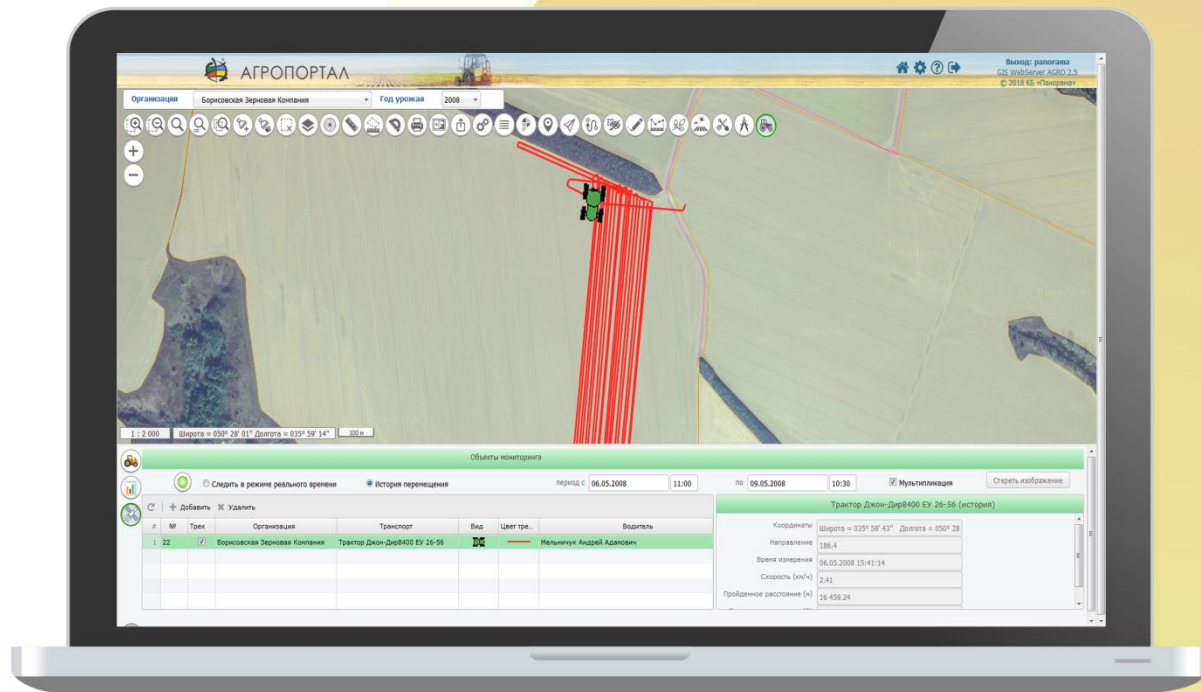 АГРОПОРТАЛ
Выход: panorama
GIS WebServer AGRO 2.5
© 2018 КБ «Панорама»
Организация Борисовская Зерновая Компания Год урожая 2008
1 : 2 000 Широта = 050° 28' 01" Долгота = 035° 59' 14" 100 м
Объекты мониторинга
Следить в режиме реального времени История перемещения период с 06.05.2008 11:00 по 09.05.2008 10:30 Мультипликация Стереть изображение
Добавить Удалить
Трактор Джон-Дир8400 ЕУ 26-56 (история)
# № Трек Организация Транспорт Вид Цвет тре... Водитель
1 22 Борисовская Зерновая Компания Трактор Джон-Дир8400 ЕУ 26-56 Мельничук Андрей Адамович
Координаты Широта = 035° 58' 43" Долгота = 050° 28
Направление 186.4
Время измерения 06.05.2008 15:41:14
Скорость (км/ч) 2.41
Пройденное расстояние (м) 16 459.24